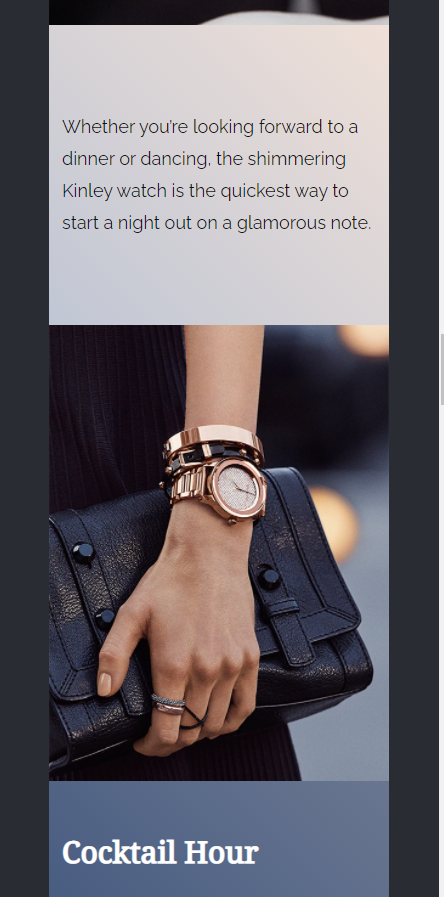 Whether you're looking forward to a
dinner or dancing, the shimmering
Kinley watch is the quickest way to
start a night out on a glamorous note.
Cocktail Hour